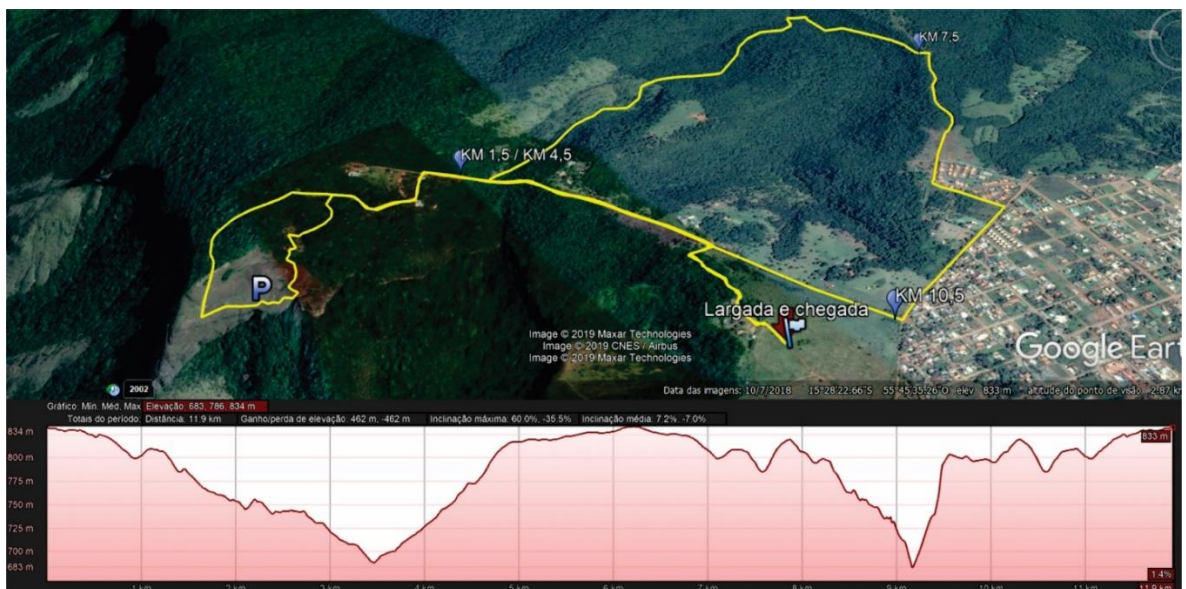 KM 7,5
KM 1,5 / KM 4,5
P
KM 10,5
Largada e chegada
Image © 2019 Maxar Technologies
Image © 2019 CNES / Airbus
Image © 2019 Maxar Technologies
Google Eart
2002
Data das imagens: 10/7/2018 15°28'22.66"S 55°45'35.26"O elev 833 m altitude do ponto de visão 2.87 km
Gráfico: Mín, Méd, Máx Elevação: 683, 786, 834 m
Totais do período: Distância: 11.9 km Ganho/perda de elevação: 462 m, -462 m Inclinação máxima: 60.0%, -35.5% Inclinação média: 7.2%, -7.0%
834 m
833 m
800 m
775 m
750 m
725 m
700 m
683 m
1.4%
1 km 2 km 3 km 4 km 5 km 6 km 7 km 8 km 9 km 10 km 11 km 11.9 km